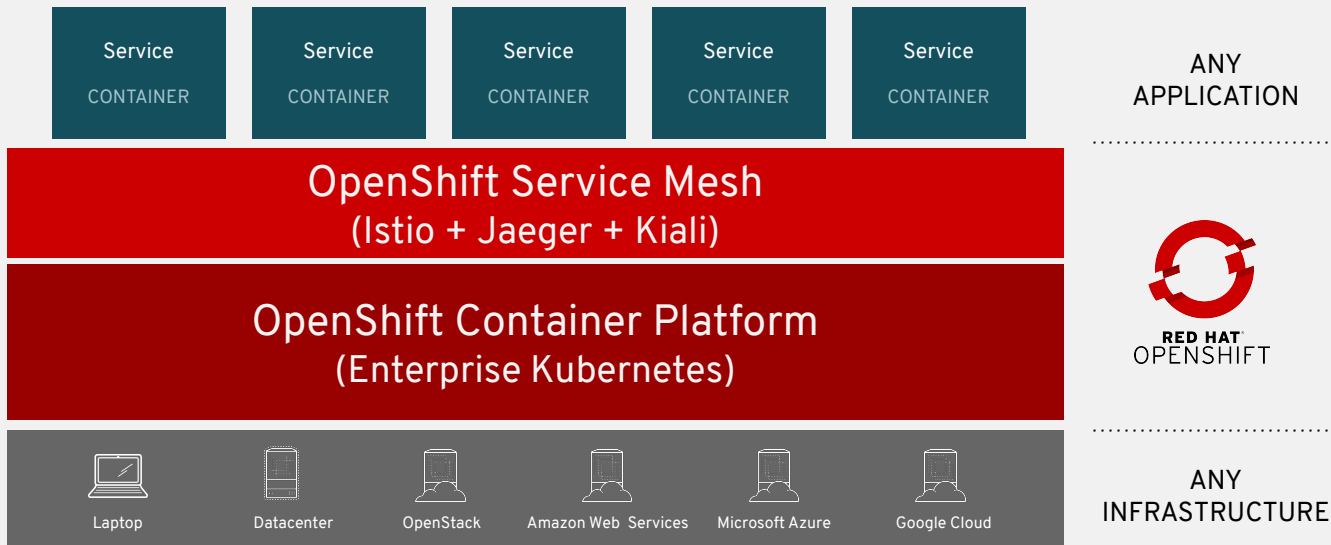 Service
CONTAINER
Service
CONTAINER
Service
CONTAINER
Service
CONTAINER
Service
CONTAINER
ANY
APPLICATION
OpenShift Service Mesh
(Istio + Jaeger + Kiali)
OpenShift Container Platform
(Enterprise Kubernetes)
RED HAT
OPENSHIFT
Laptop
Datacenter
OpenStack
Amazon Web Services
Microsoft Azure
Google Cloud
ANY
INFRASTRUCTURE